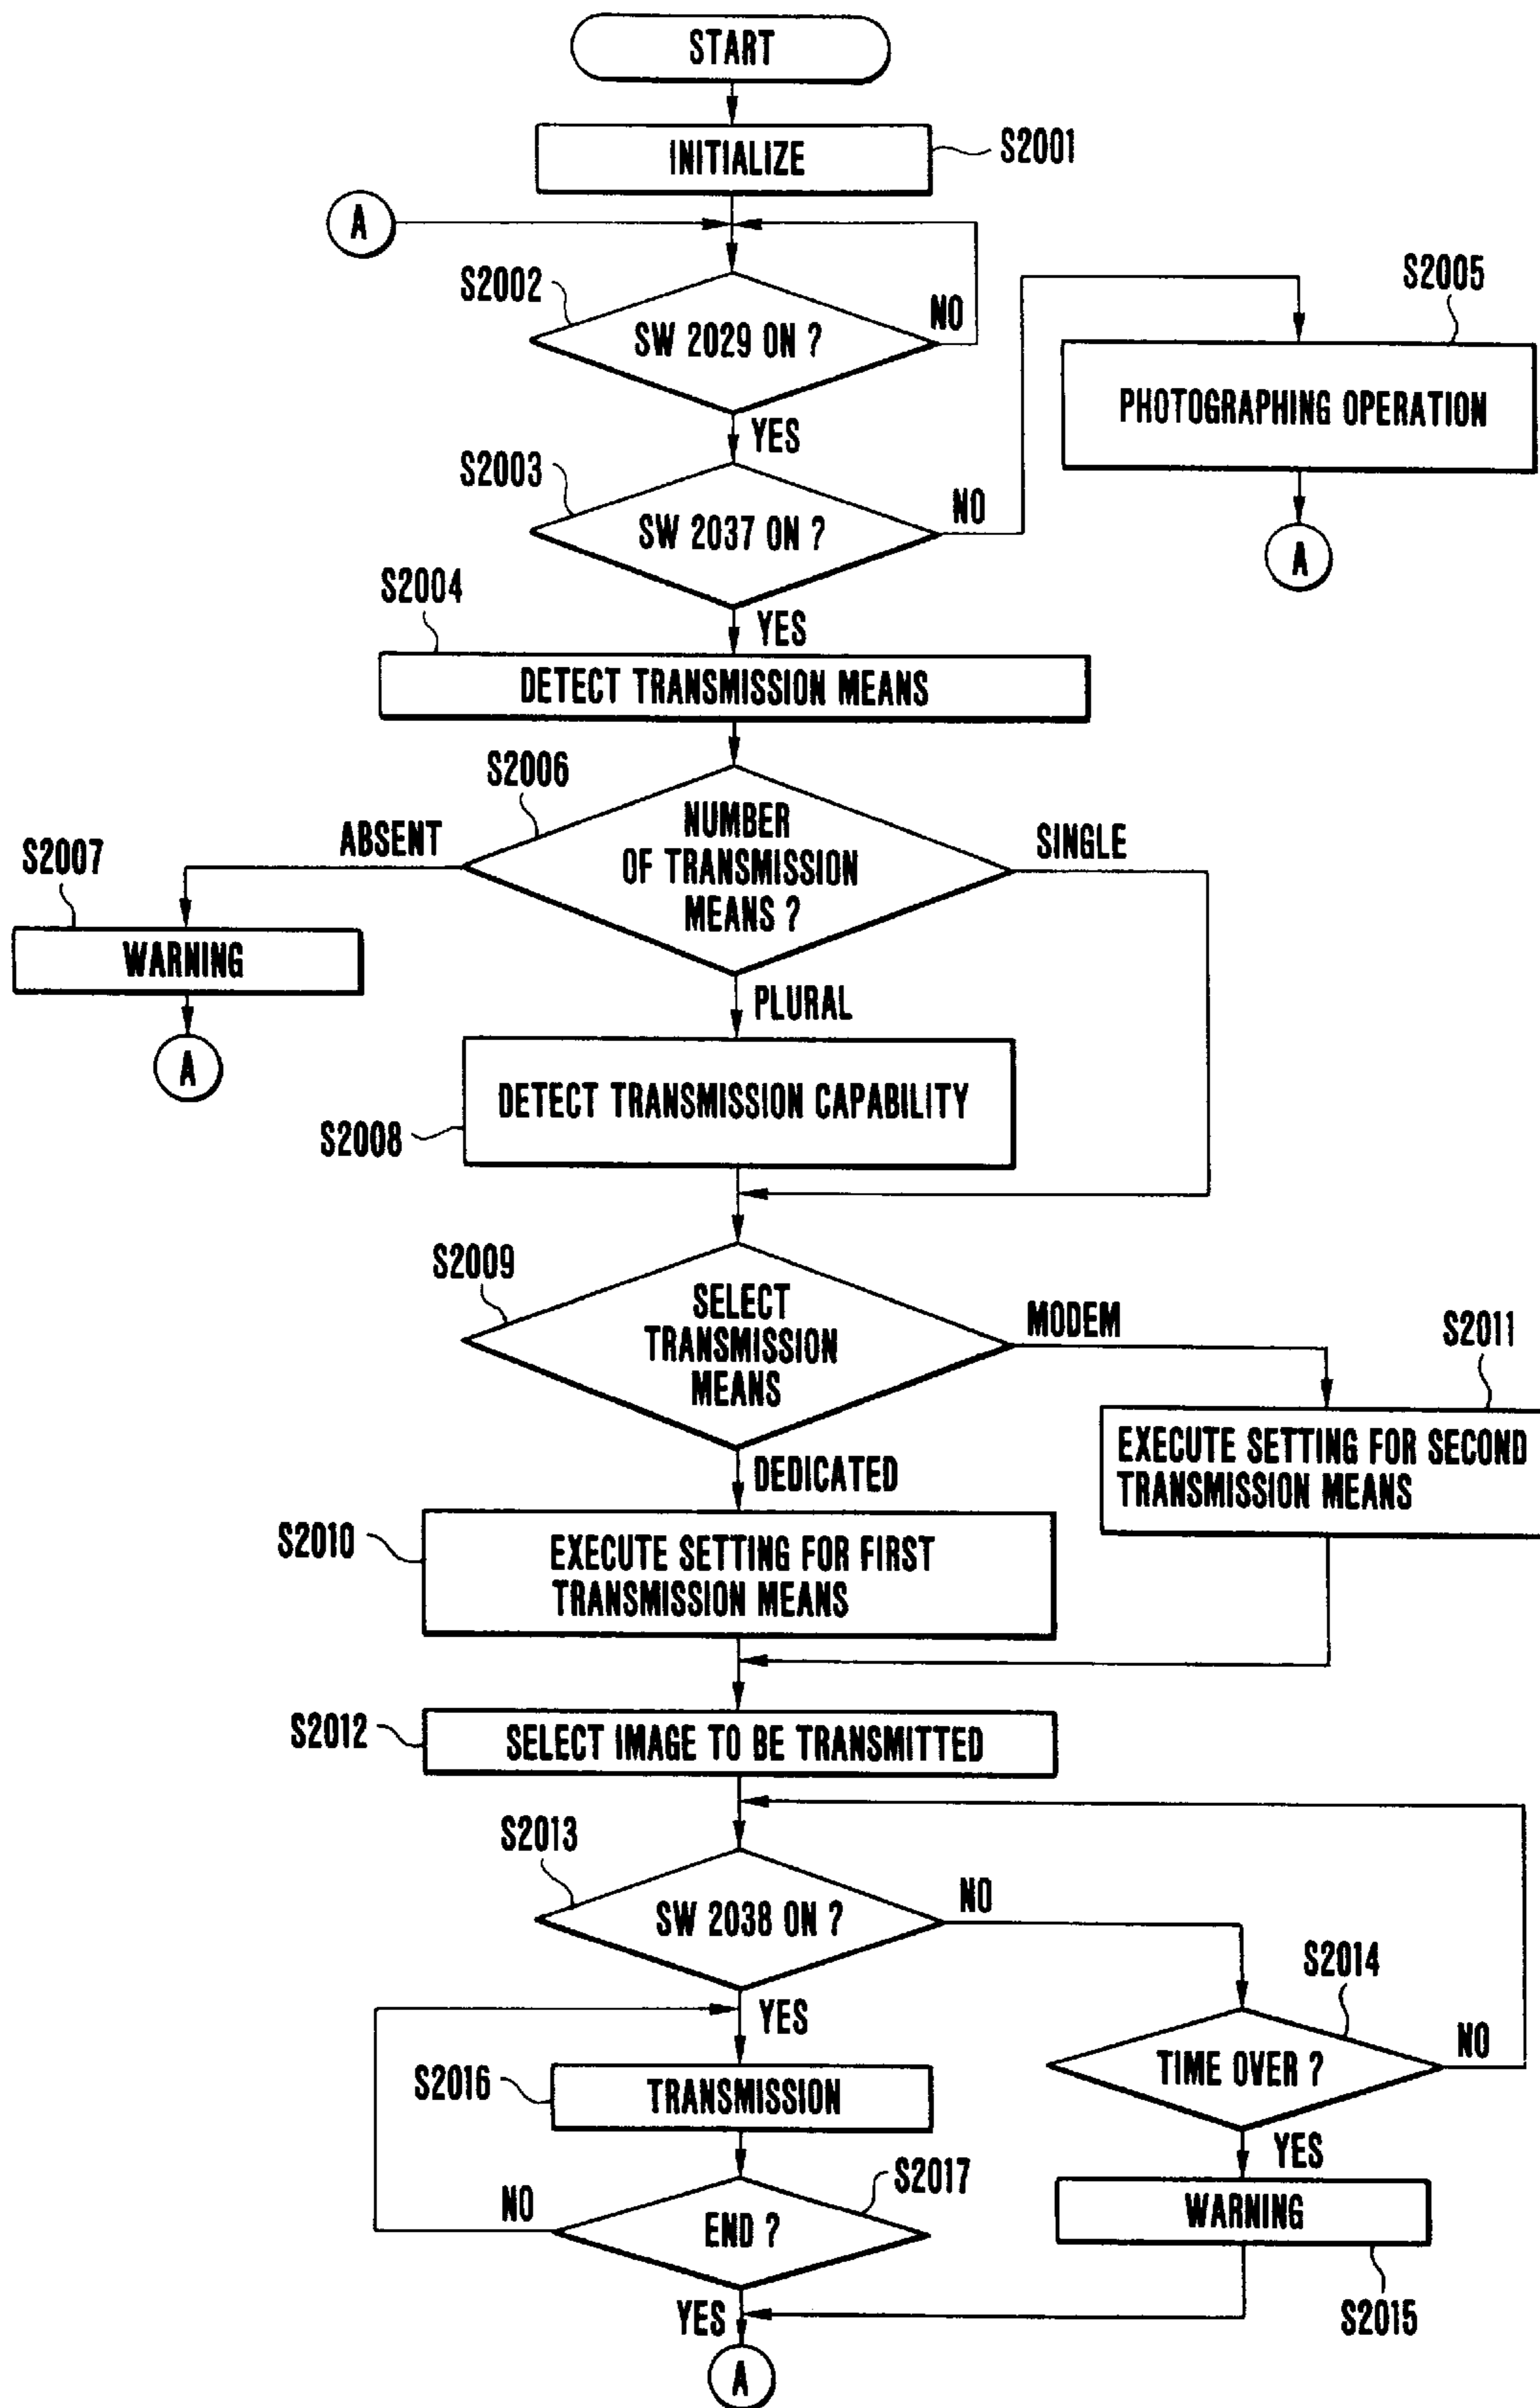 START
INITIALIZE
S2001
A
S2002
SW 2029 ON ?
NO
YES
S2005
PHOTOGRAPHING OPERATION
A
S2003
SW 2037 ON ?
NO
YES
S2004
DETECT TRANSMISSION MEANS
S2006
NUMBER
OF TRANSMISSION
MEANS ?
ABSENT
SINGLE
PLURAL
S2007
WARNING
A
DETECT TRANSMISSION CAPABILITY
S2008
S2009
SELECT
TRANSMISSION
MEANS
MODEM
DEDICATED
S2011
EXECUTE SETTING FOR SECOND
TRANSMISSION MEANS
S2010
EXECUTE SETTING FOR FIRST
TRANSMISSION MEANS
S2012
SELECT IMAGE TO BE TRANSMITTED
S2013
SW 2038 ON ?
NO
YES
S2014
TIME OVER ?
NO
YES
S2016
TRANSMISSION
S2017
END ?
NO
YES
WARNING
S2015
A